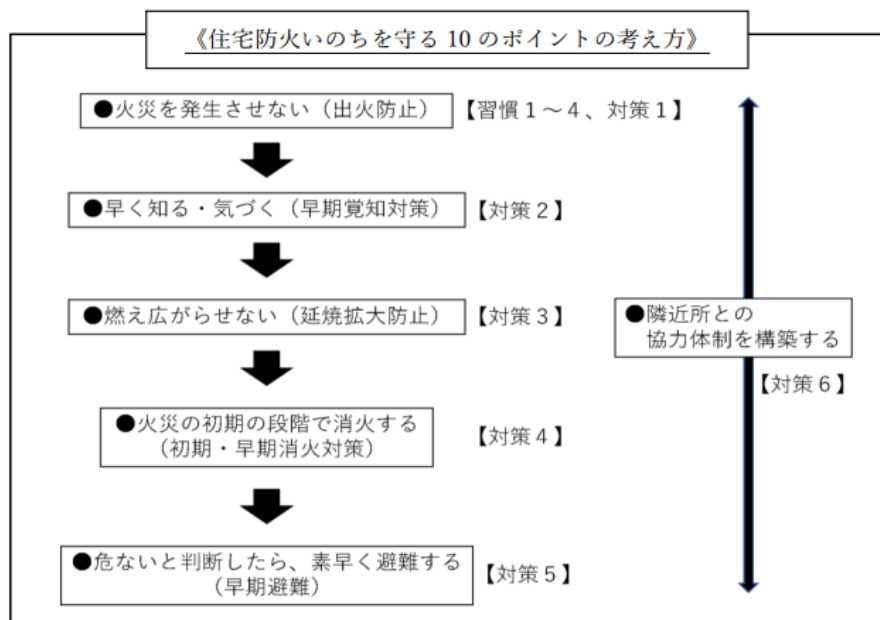 《住宅防火いのちを守る 10 のポイントの考え方》
●火災を発生させない（出火防止）【習慣１～４、対策１】
●早く知る・気づく（早期覚知対策）【対策２】
●燃え広がらせない（延焼拡大防止）【対策３】
●隣近所との
協力体制を構築する
【対策６】
●火災の初期の段階で消火する
（初期・早期消火対策）
【対策４】
●危ないと判断したら、素早く避難する
（早期避難）
【対策５】